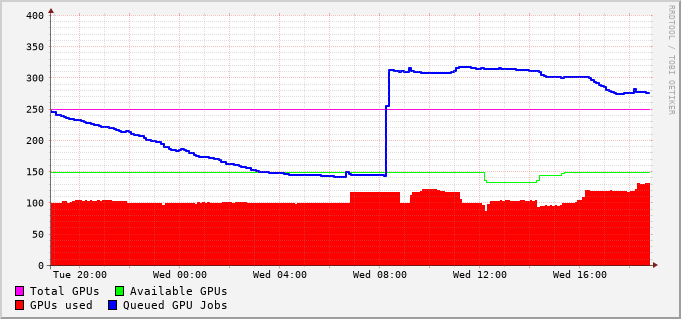 400
350
300
250
200
150
100
50
0
Tue 20:00 Wed 00:00 Wed 04:00 Wed 08:00 Wed 12:00 Wed 16:00
Total GPUs Available GPUs
GPUs used Queued GPU Jobs
RRDTOOL / TOBI OETIKER